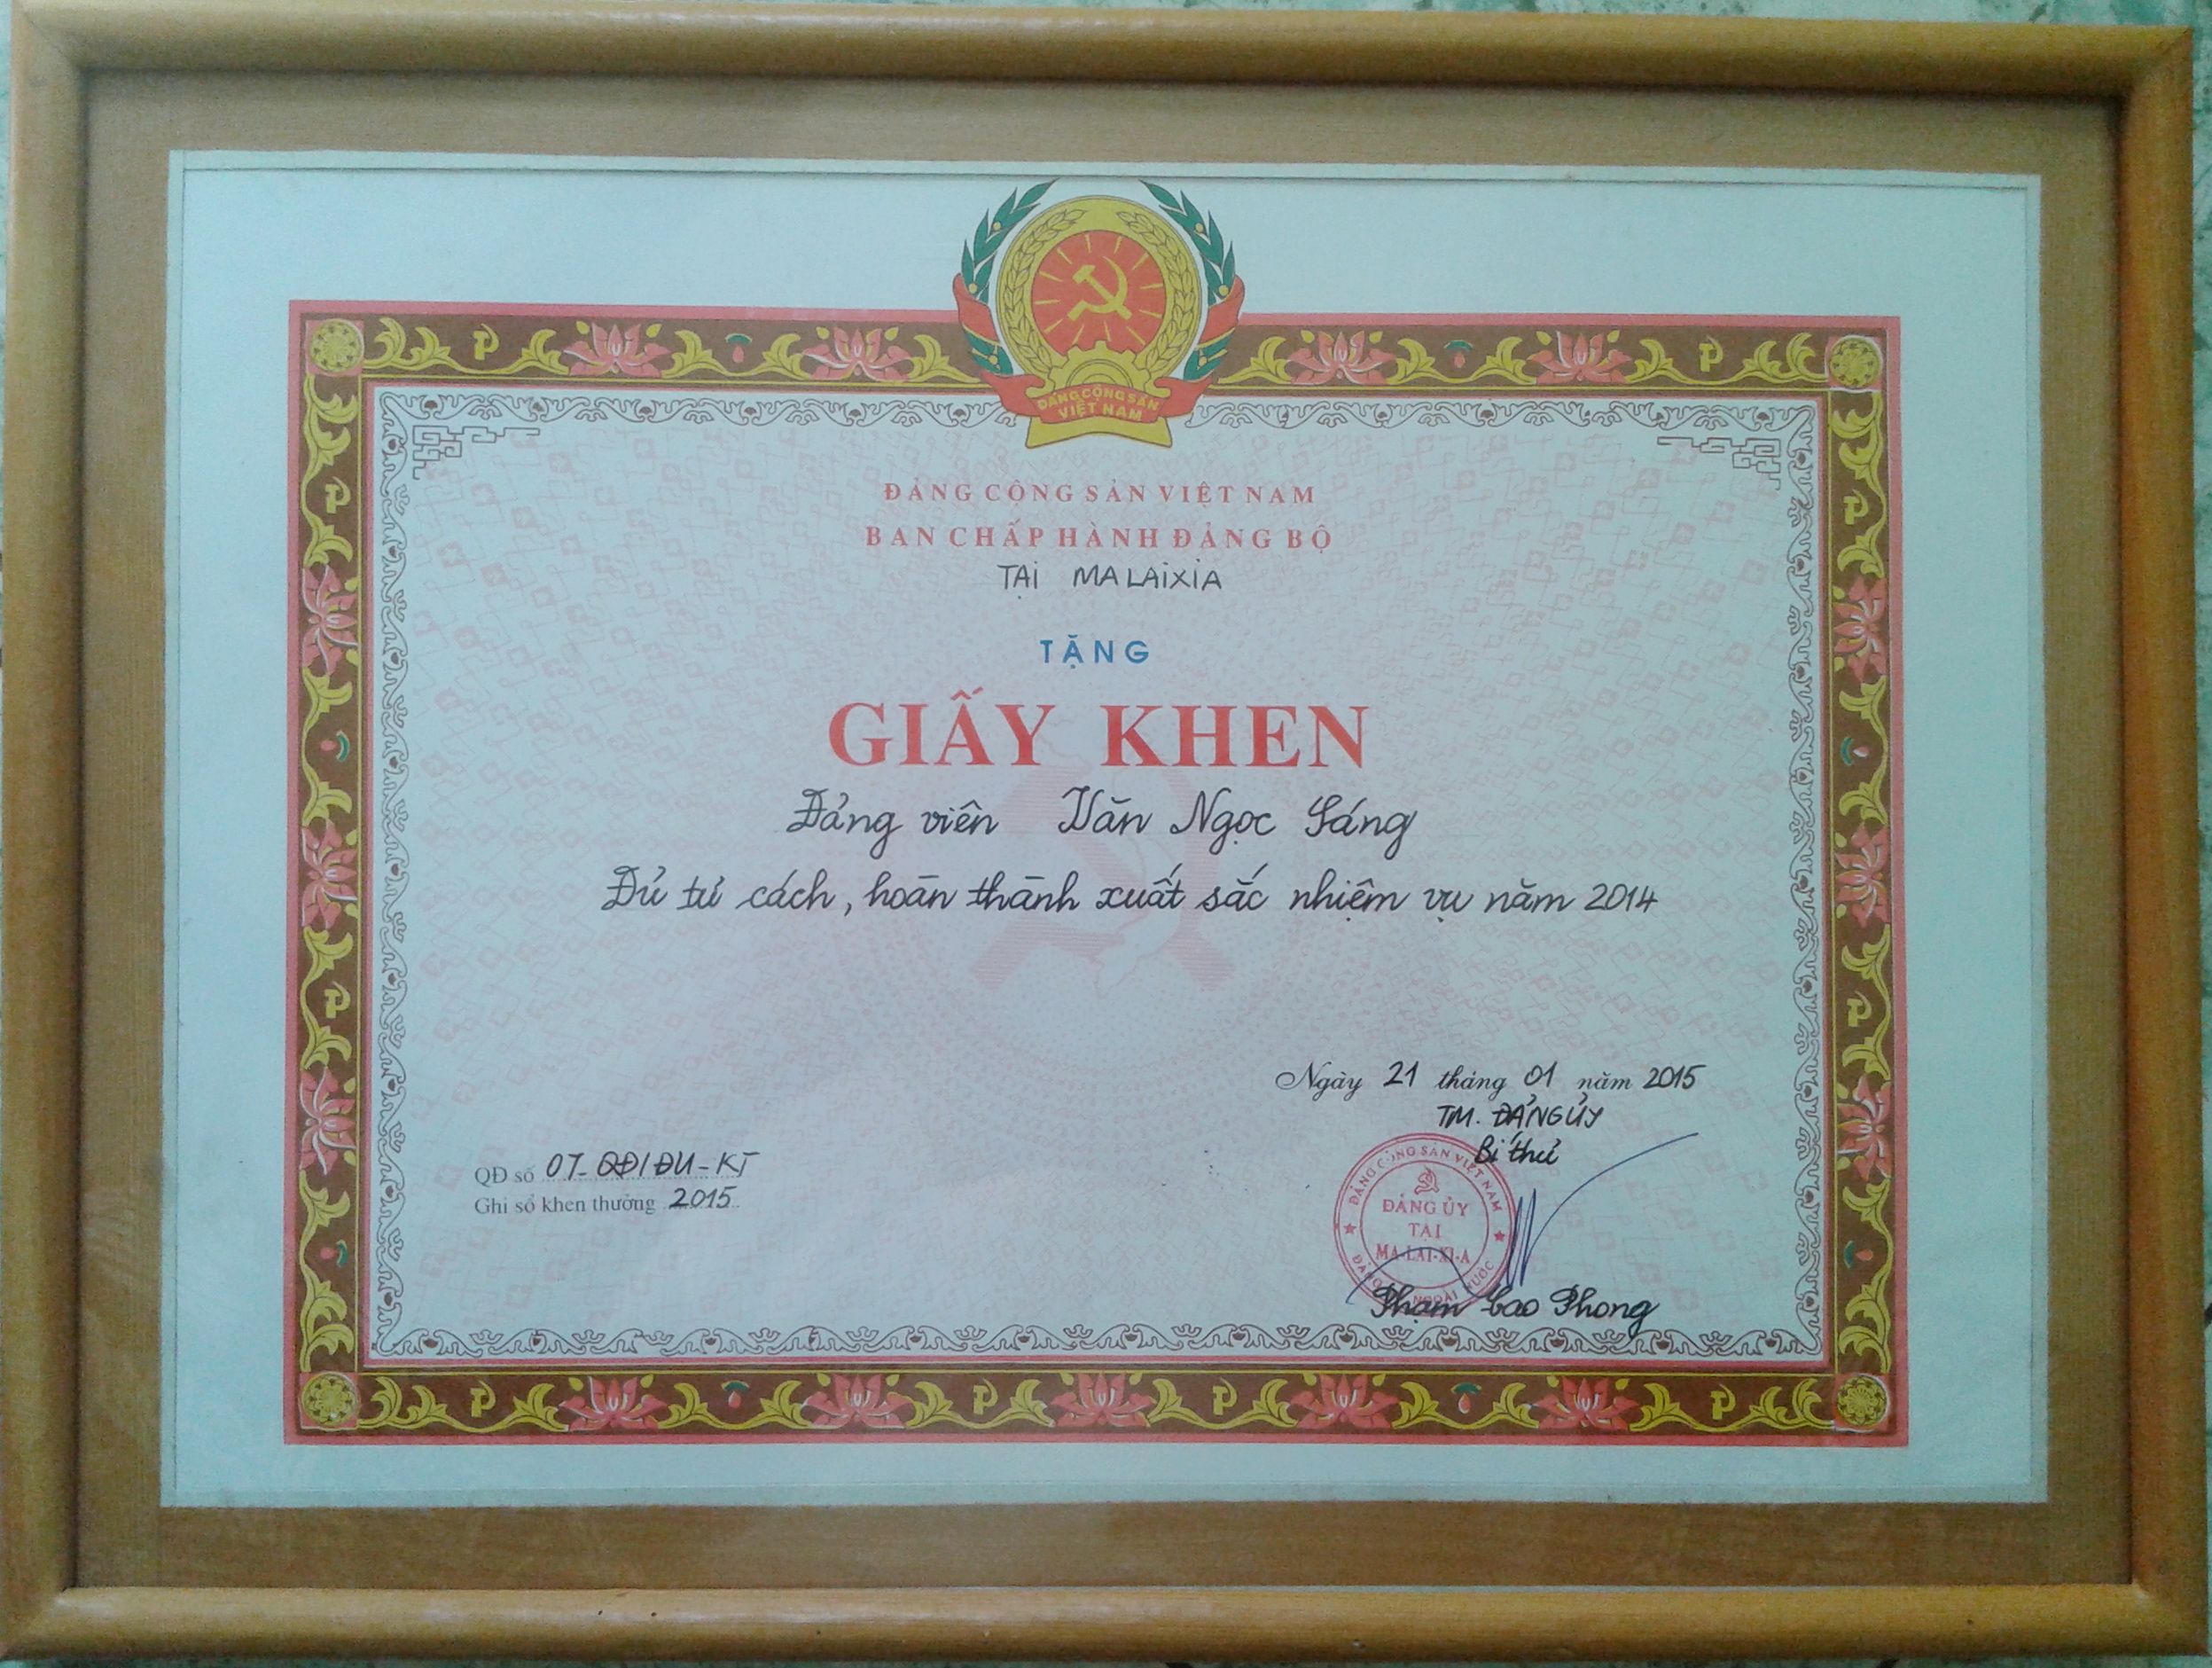 ĐẢNG CỘNG SẢN
VIỆT NAM
ĐẢNG CỘNG SẢN VIỆT NAM
BAN CHẤP HÀNH ĐẢNG BỘ
TẠI MALAIXIA
TẶNG
GIẤY KHEN
Đảng viên Văn Ngọc Sáng
Đủ tư cách, hoàn thành xuất sắc nhiệm vụ năm 2014
Ngày 21 tháng 01 năm 2015
TM. ĐẢNG ỦY
Bí thư
QĐ số 07-QĐ/ĐU-KT
Ghi sổ khen thưởng 2015
ĐẢNG CỘNG SẢN VIỆT NAM
ĐẢNG ỦY
TẠI
MA-LAI-XI-A
NGOÀI NƯỚC
Phạm Cao Phong